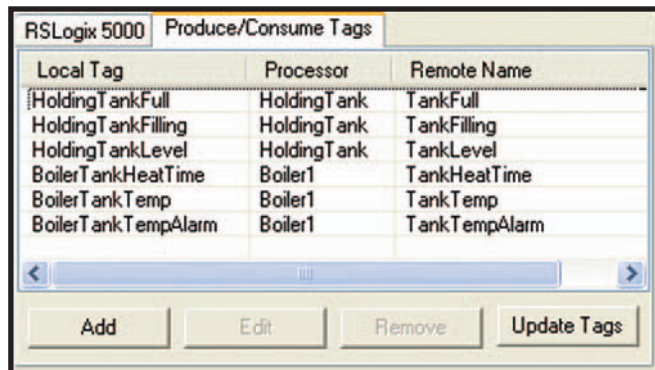 RSLogix 5000 Produce/Consume Tags
Local Tag Processor Remote Name
HoldingTankFull HoldingTank TankFull
HoldingTankFilling HoldingTank TankFilling
HoldingTankLevel HoldingTank TankLevel
BoilerTankHeatTime Boiler1 TankHeatTime
BoilerTankTemp Boiler1 TankTemp
BoilerTankTempAlarm Boiler1 TankTempAlarm
Add Edit Remove Update Tags